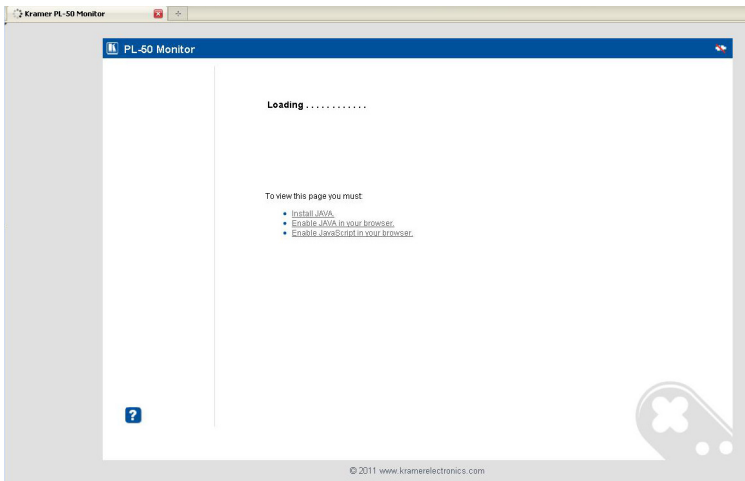 Kramer PL-50 Monitor
PL-50 Monitor
Loading . . . . . . . . . . . .
To view this page you must:
Install JAVA.
Enable JAVA in your browser.
Enable JavaScript in your browser.
?
© 2011 www.kramerelectronics.com